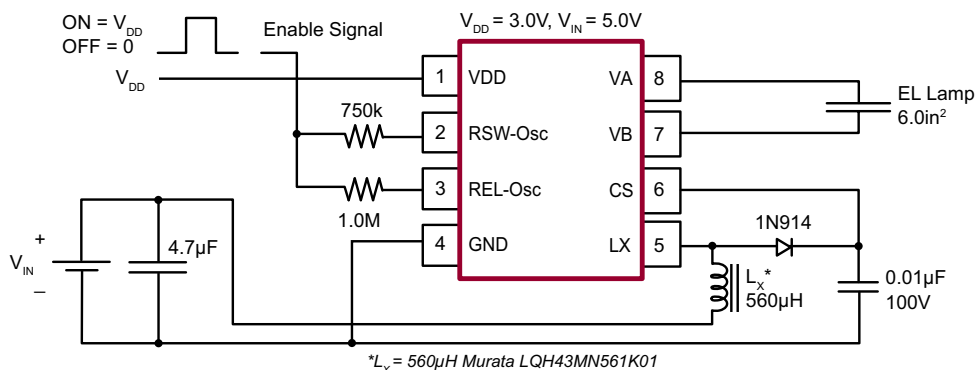 ON = VDD
OFF = 0
Enable Signal
VDD = 3.0V, VIN = 5.0V
VDD
1
VDD
VA
8
EL Lamp
6.0in²
750k
2
RSW-Osc
VB
7
3
REL-Osc
CS
6
1.0M
1N914
4
GND
LX
5
+
VIN
–
4.7µF
LX*
560µH
0.01µF
100V
*LX = 560µH Murata LQH43MN561K01